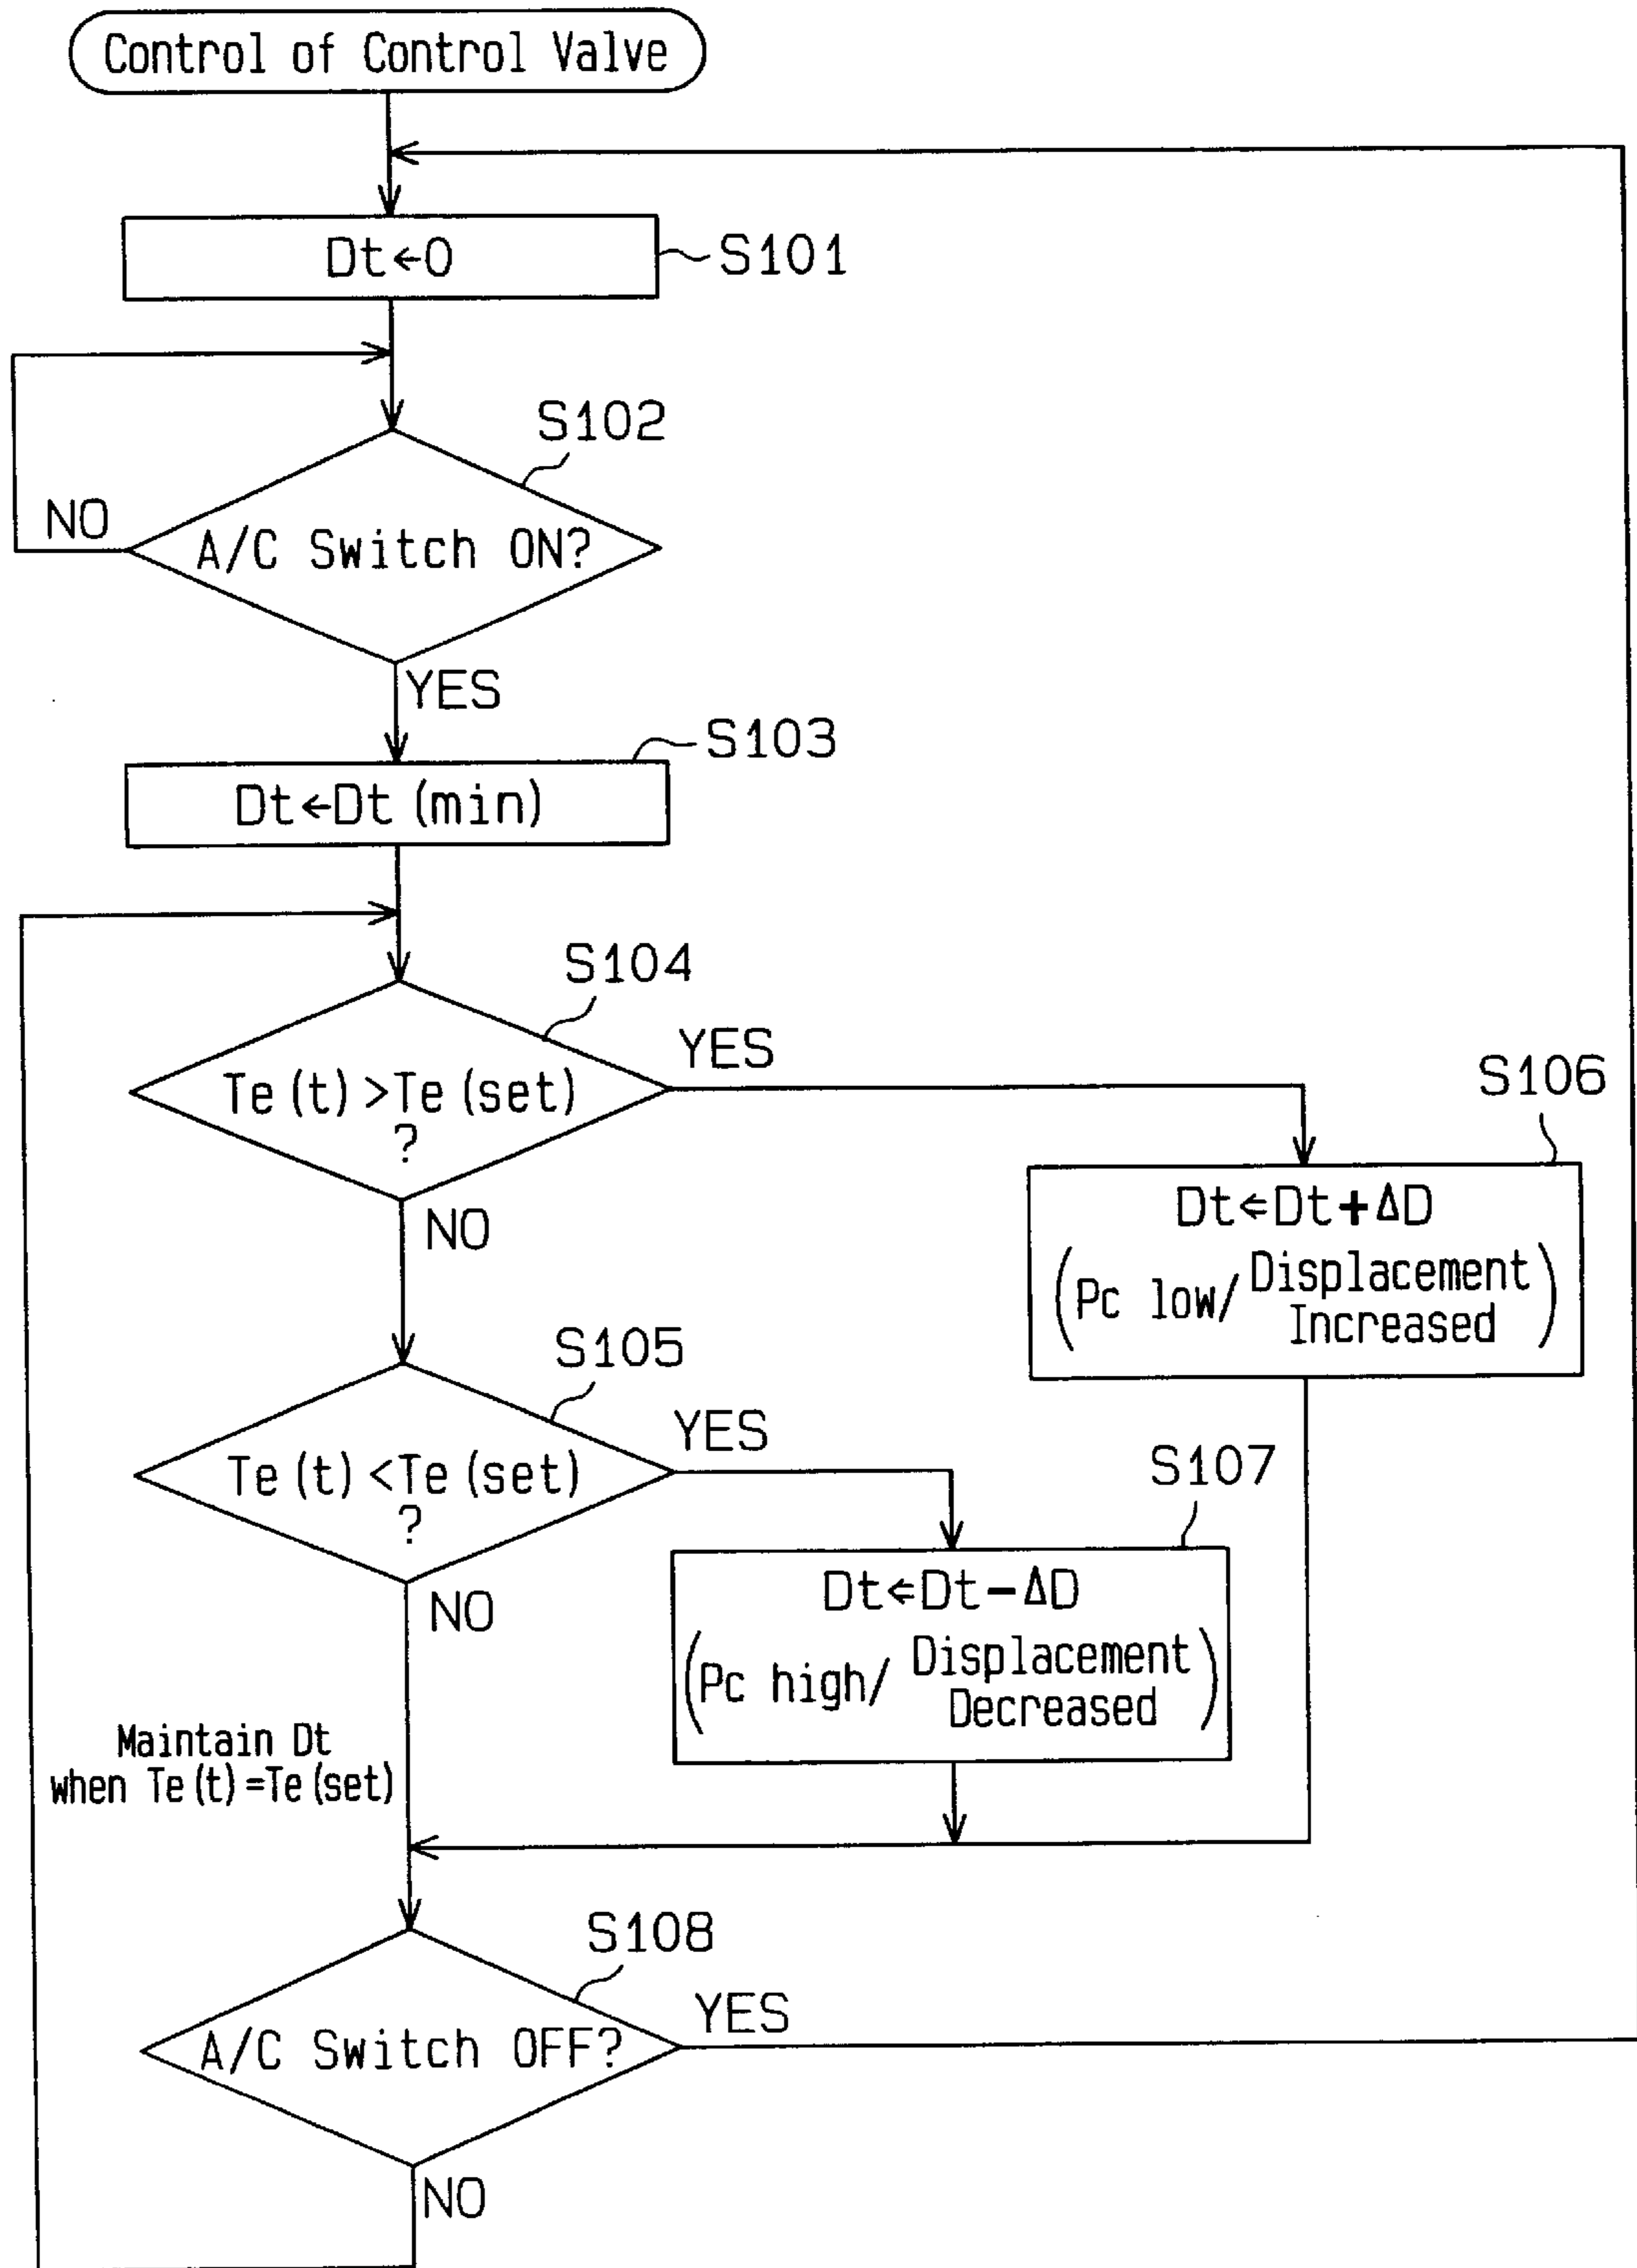 Control of Control Valve
Dt←0
S101
S102
NO
A/C Switch ON?
YES
S103
Dt←Dt (min)
S104
YES
Te (t) >Te (set)
?
NO
S106
Dt⇐Dt+ΔD
(Pc low/ Displacement
Increased)
S105
YES
Te (t) <Te (set)
?
NO
S107
Dt⇐Dt−ΔD
(Pc high/ Displacement
Decreased)
Maintain Dt
when Te (t) =Te (set)
S108
YES
A/C Switch OFF?
NO